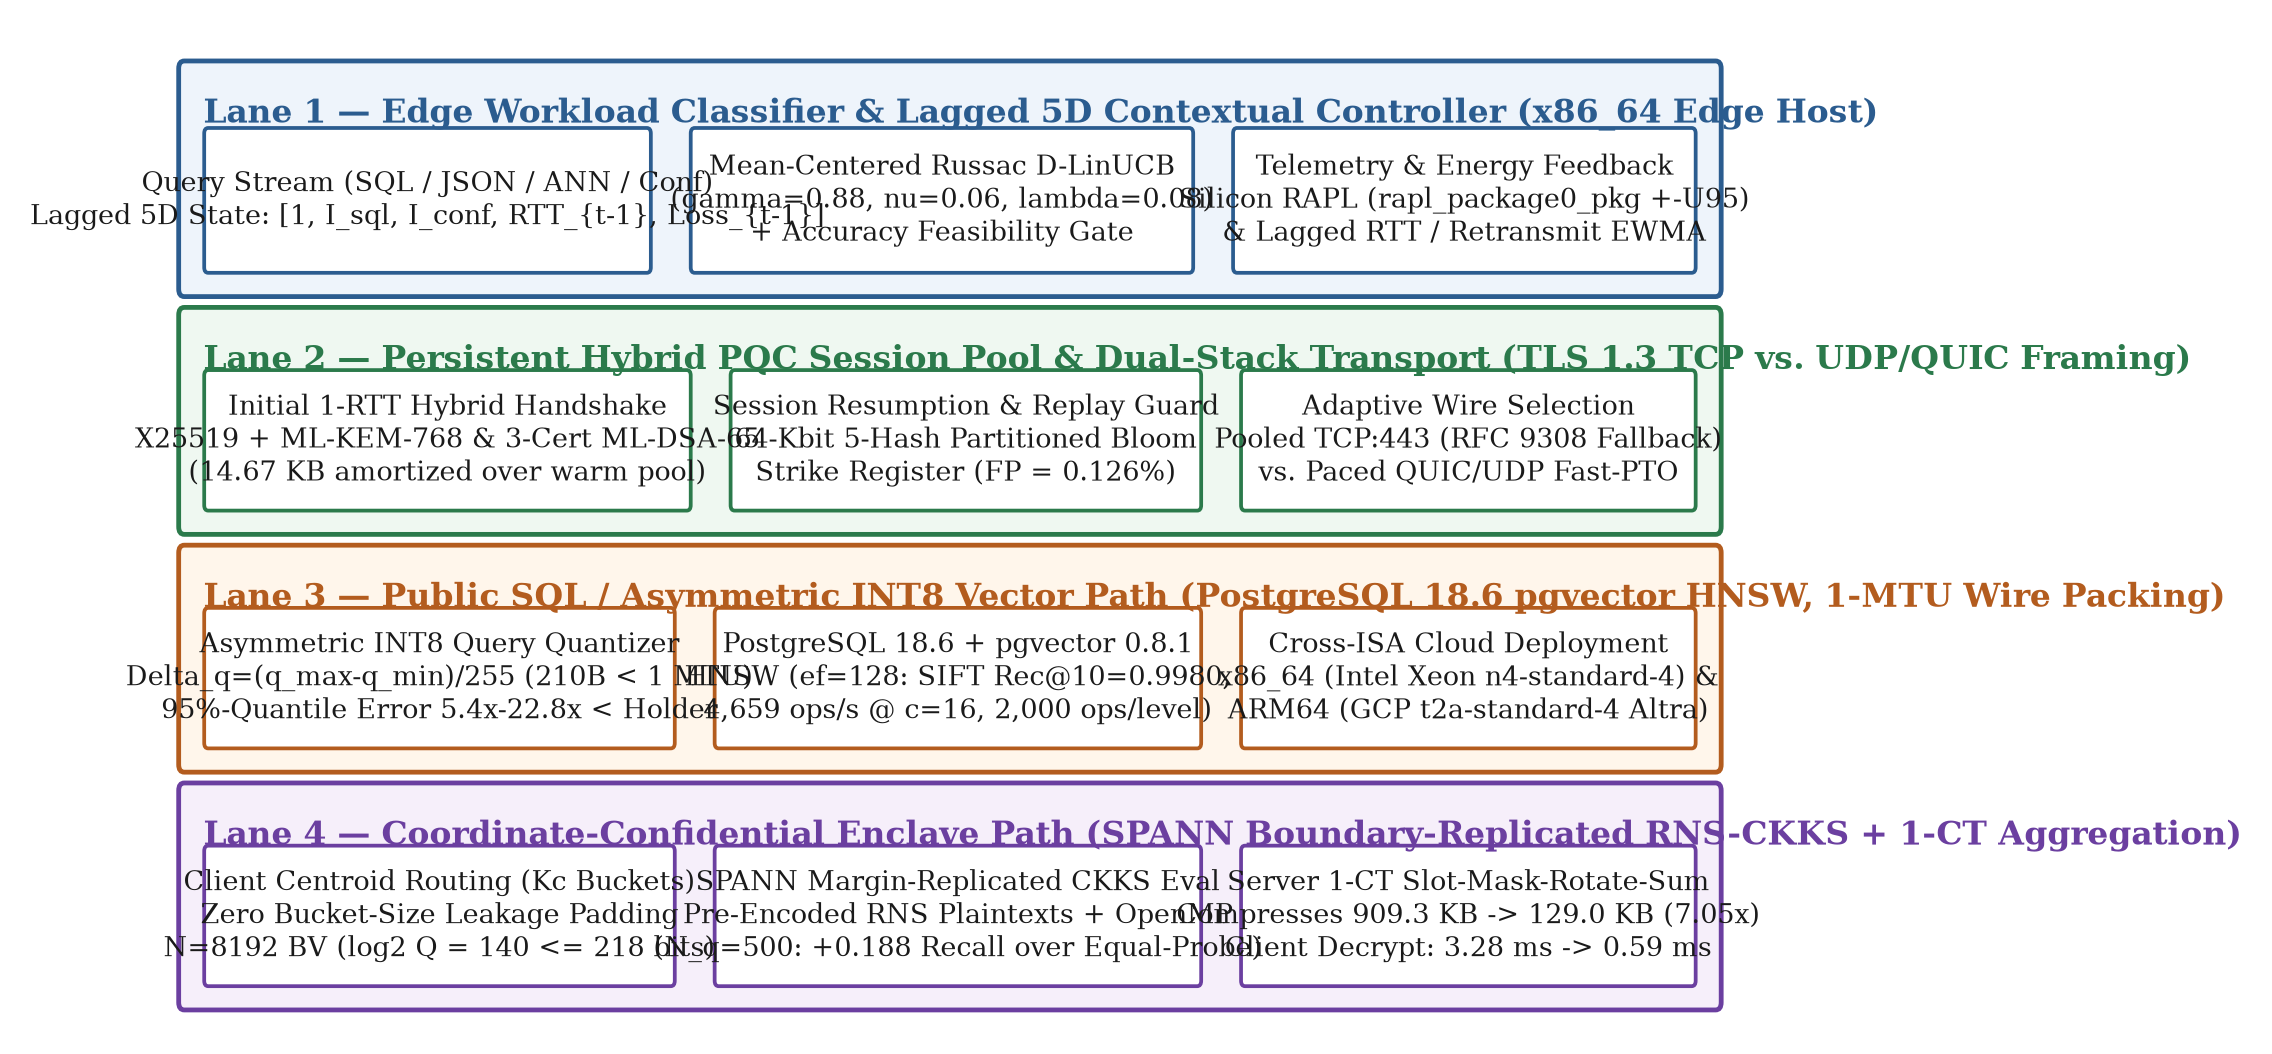 Lane 1 — Edge Workload Classifier & Lagged 5D Contextual Controller (x86_64 Edge Host)
Query Stream (SQL / JSON / ANN / Conf)
Lagged 5D State: [1, I_sql, I_conf, RTT_{t-1}, Loss_{t-1}]
Mean-Centered Russac D-LinUCB
(gamma=0.88, nu=0.06, lambda=0.08)
+ Accuracy Feasibility Gate
Telemetry & Energy Feedback
Silicon RAPL (rapl_package0_pkg +-U95)
& Lagged RTT / Retransmit EWMA
Lane 2 — Persistent Hybrid PQC Session Pool & Dual-Stack Transport (TLS 1.3 TCP vs. UDP/QUIC Framing)
Initial 1-RTT Hybrid Handshake
X25519 + ML-KEM-768 & 3-Cert ML-DSA-65
(14.67 KB amortized over warm pool)
Session Resumption & Replay Guard
64-Kbit 5-Hash Partitioned Bloom
Strike Register (FP = 0.126%)
Adaptive Wire Selection
Pooled TCP:443 (RFC 9308 Fallback)
vs. Paced QUIC/UDP Fast-PTO
Lane 3 — Public SQL / Asymmetric INT8 Vector Path (PostgreSQL 18.6 pgvector HNSW, 1-MTU Wire Packing)
Asymmetric INT8 Query Quantizer
Delta_q=(q_max-q_min)/255 (210B < 1 MTU)
95%-Quantile Error 5.4x-22.8x < Holder
PostgreSQL 18.6 + pgvector 0.8.1
HNSW (ef=128: SIFT Rec@10=0.9980,
4,659 ops/s @ c=16, 2,000 ops/level)
Cross-ISA Cloud Deployment
x86_64 (Intel Xeon n4-standard-4) &
ARM64 (GCP t2a-standard-4 Altra)
Lane 4 — Coordinate-Confidential Enclave Path (SPANN Boundary-Replicated RNS-CKKS + 1-CT Aggregation)
Client Centroid Routing (Kc Buckets)
Zero Bucket-Size Leakage Padding
N=8192 BV (log2 Q = 140 <= 218 bits)
SPANN Margin-Replicated CKKS Eval
Pre-Encoded RNS Plaintexts + OpenMP
(N_q=500: +0.188 Recall over Equal-Probe)
Server 1-CT Slot-Mask-Rotate-Sum
Compresses 909.3 KB -> 129.0 KB (7.05x)
Client Decrypt: 3.28 ms -> 0.59 ms